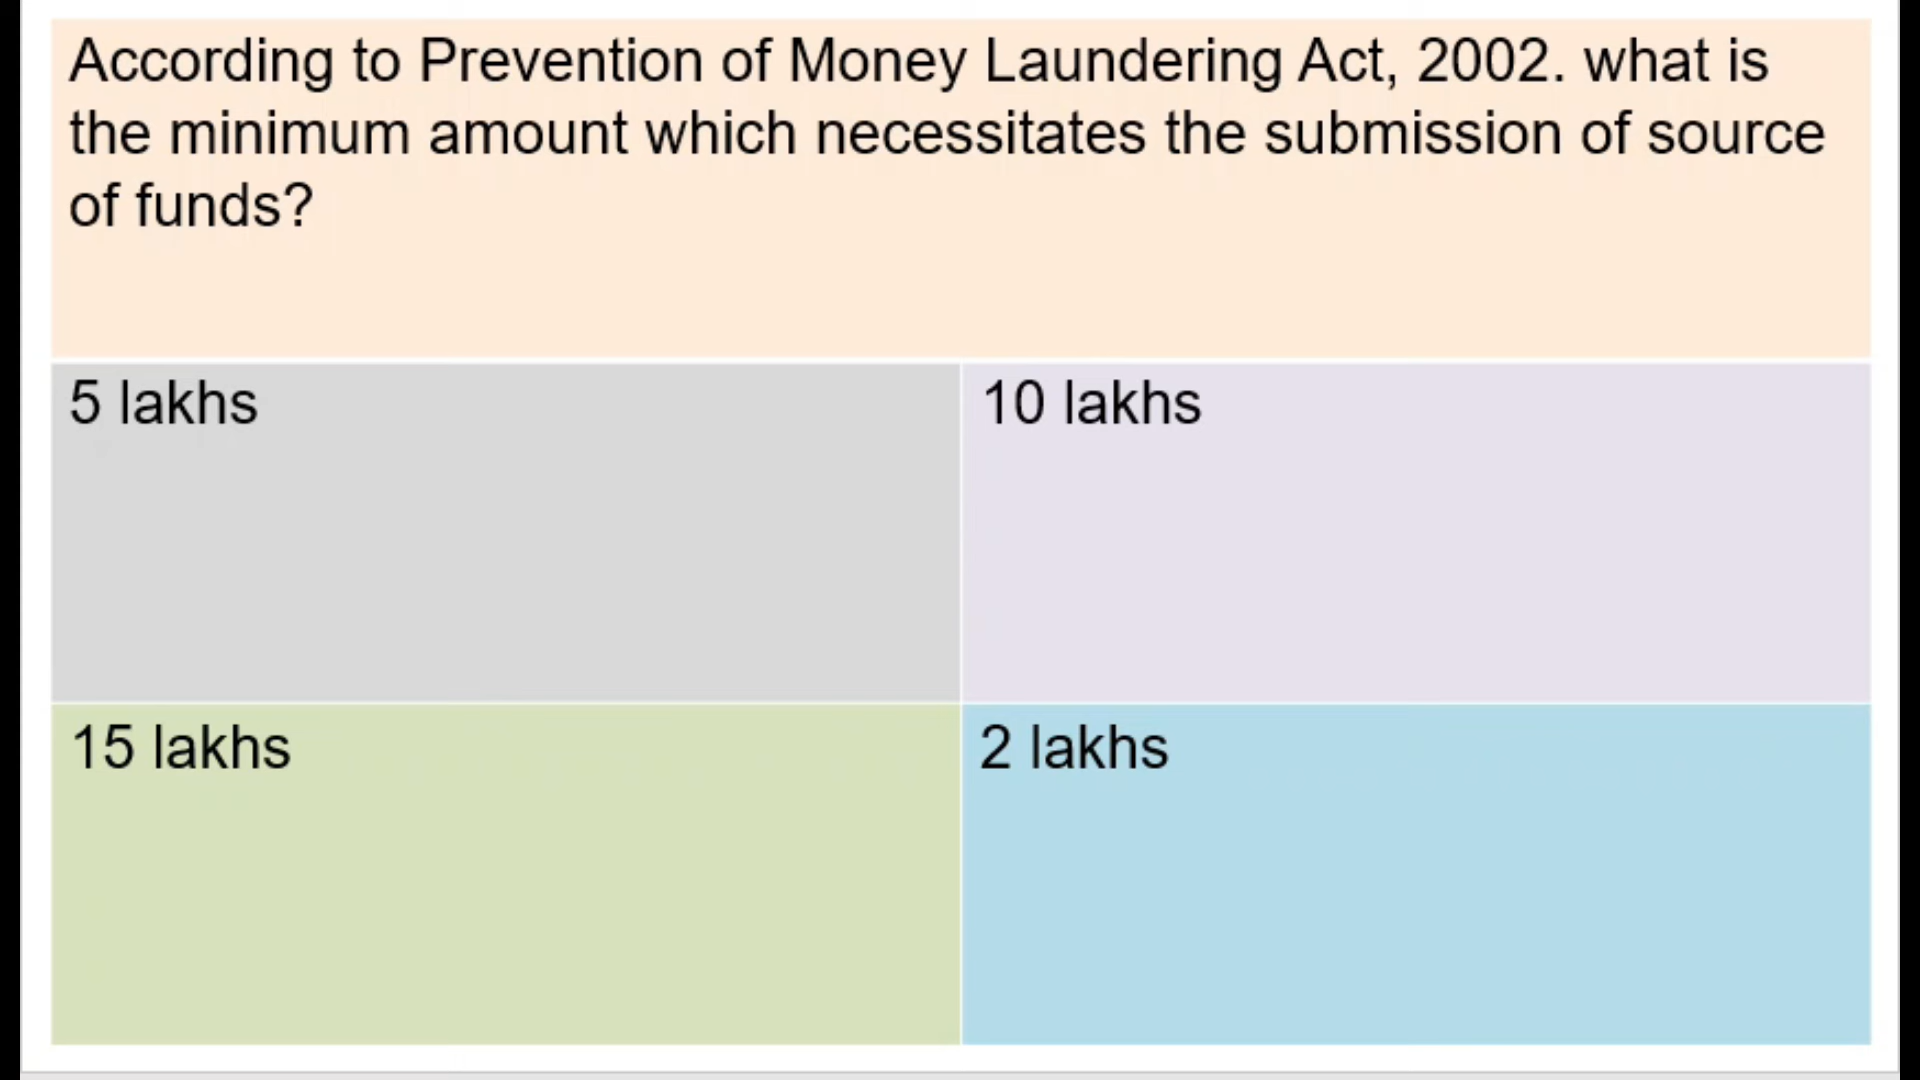 According to Prevention of Money Laundering Act, 2002. what is
the minimum amount which necessitates the submission of source
of funds?
5 lakhs
10 lakhs
15 lakhs
2 lakhs